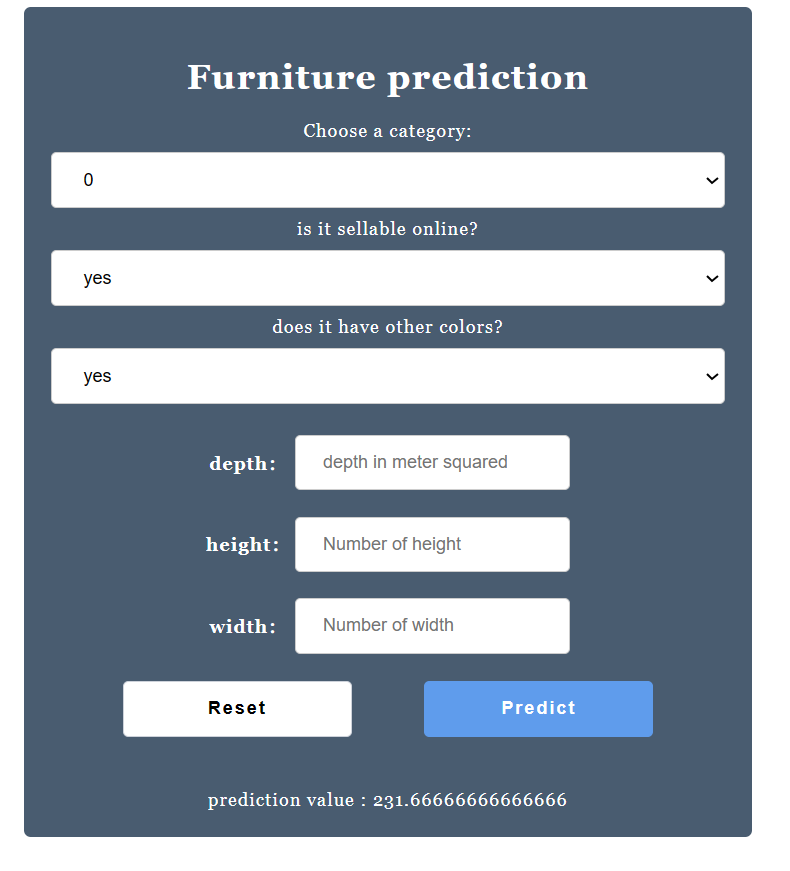 Furniture prediction
Choose a category:
0
is it sellable online?
yes
does it have other colors?
yes
depth: depth in meter squared
height: Number of height
width: Number of width
Reset Predict
prediction value : 231.66666666666666